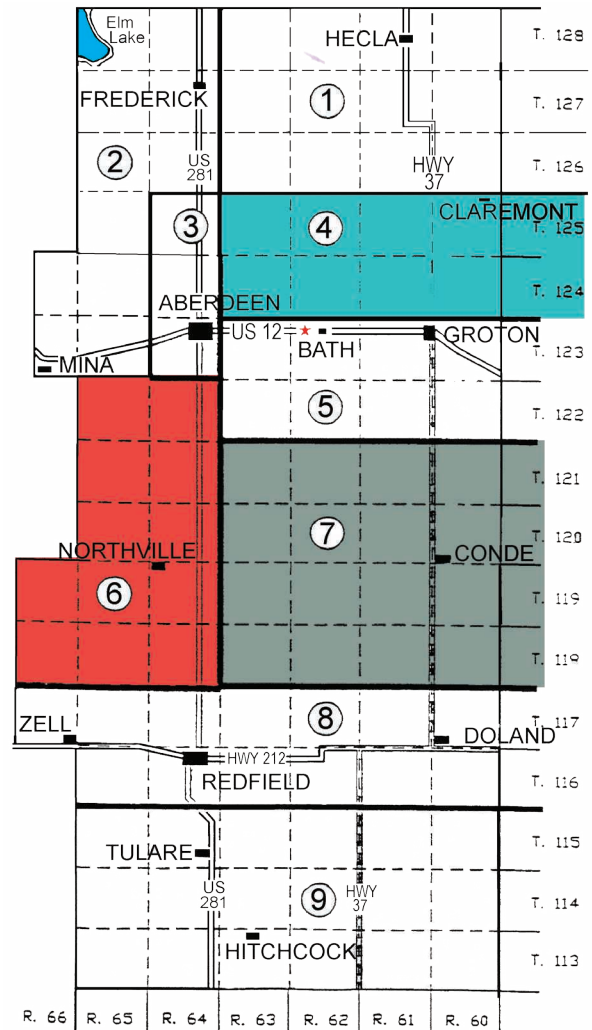 Elm
Lake
HECLA
T. 128
FREDERICK
1
T. 127
2
US
281
HWY
37
T. 126
3
4
CLAREMONT
T. 125
T. 124
ABERDEEN
US 12
BATH
GROTON
T. 123
MINA
5
T. 122
T. 121
7
T. 120
NORTHVILLE
CONDE
6
T. 119
T. 119
ZELL
8
DOLAND
T. 117
HWY 212
REDFIELD
T. 116
TULARE
T. 115
US
281
9
HWY
37
T. 114
HITCHCOCK
T. 113
R. 66 R. 65 R. 64 R. 63 R. 62 R. 61 R. 60